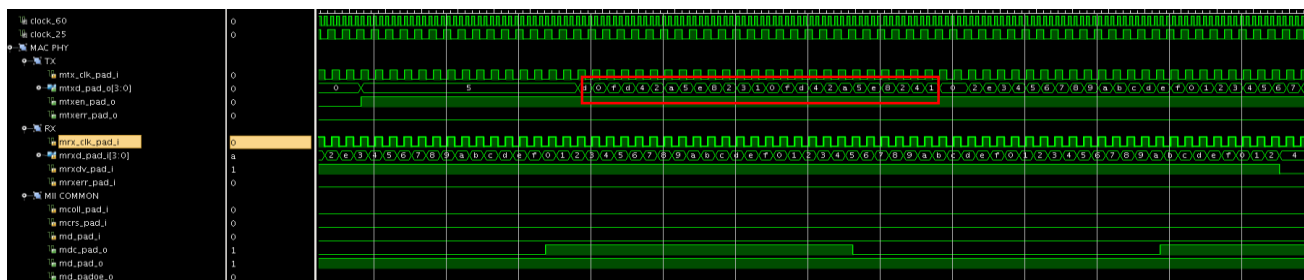 clock_60 0
clock_25 0
MAC PHY
TX
mtx_clk_pad_i 0
mtxd_pad_o[3:0] 0 0 5 d 0 f d 4 2 a 5 e 8 2 3 1 0 f d 4 2 a 5 e 8 2 4 1 0 2 e 3 4 5 6 7 8 9 a b c d e f 0 1 2 3 4 5 6 7
mtxen_pad_o 0
mtxerr_pad_o 0
RX
mrx_clk_pad_i 0
mrxd_pad_i[3:0] a 2 e 3 4 5 6 7 8 9 a b c d e f 0 1 2 3 4 5 6 7 8 9 a b c d e f 0 1 2 3 4 5 6 7 8 9 a b c d e f 0 1 2 3 4 5 6 7 8 9 a b c d e f 0 1 2 4
mrxdv_pad_i 1
mrxerr_pad_i 0
MII COMMON
mcoll_pad_i 0
mcrs_pad_i 0
md_pad_i 0
mdc_pad_o 1
md_pad_o 1
md_padoe_o 0